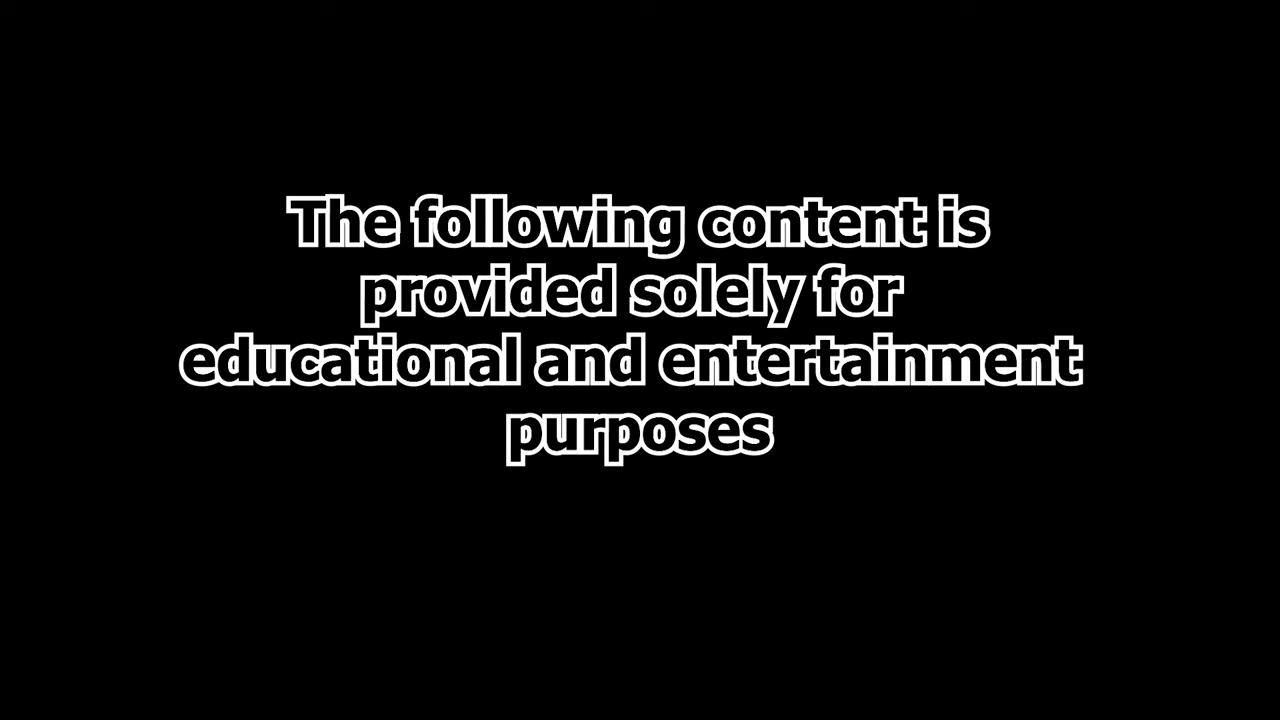 The following content is
provided solely for
educational and entertainment
purposes